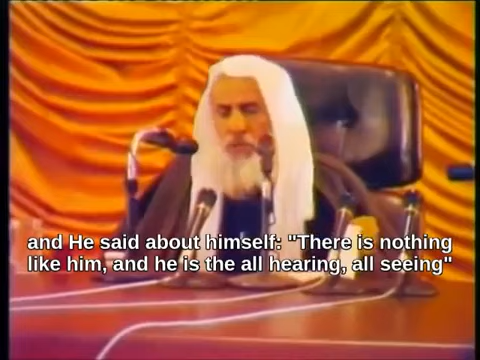 and He said about himself: "There is nothing
like him, and he is the all hearing, all seeing"